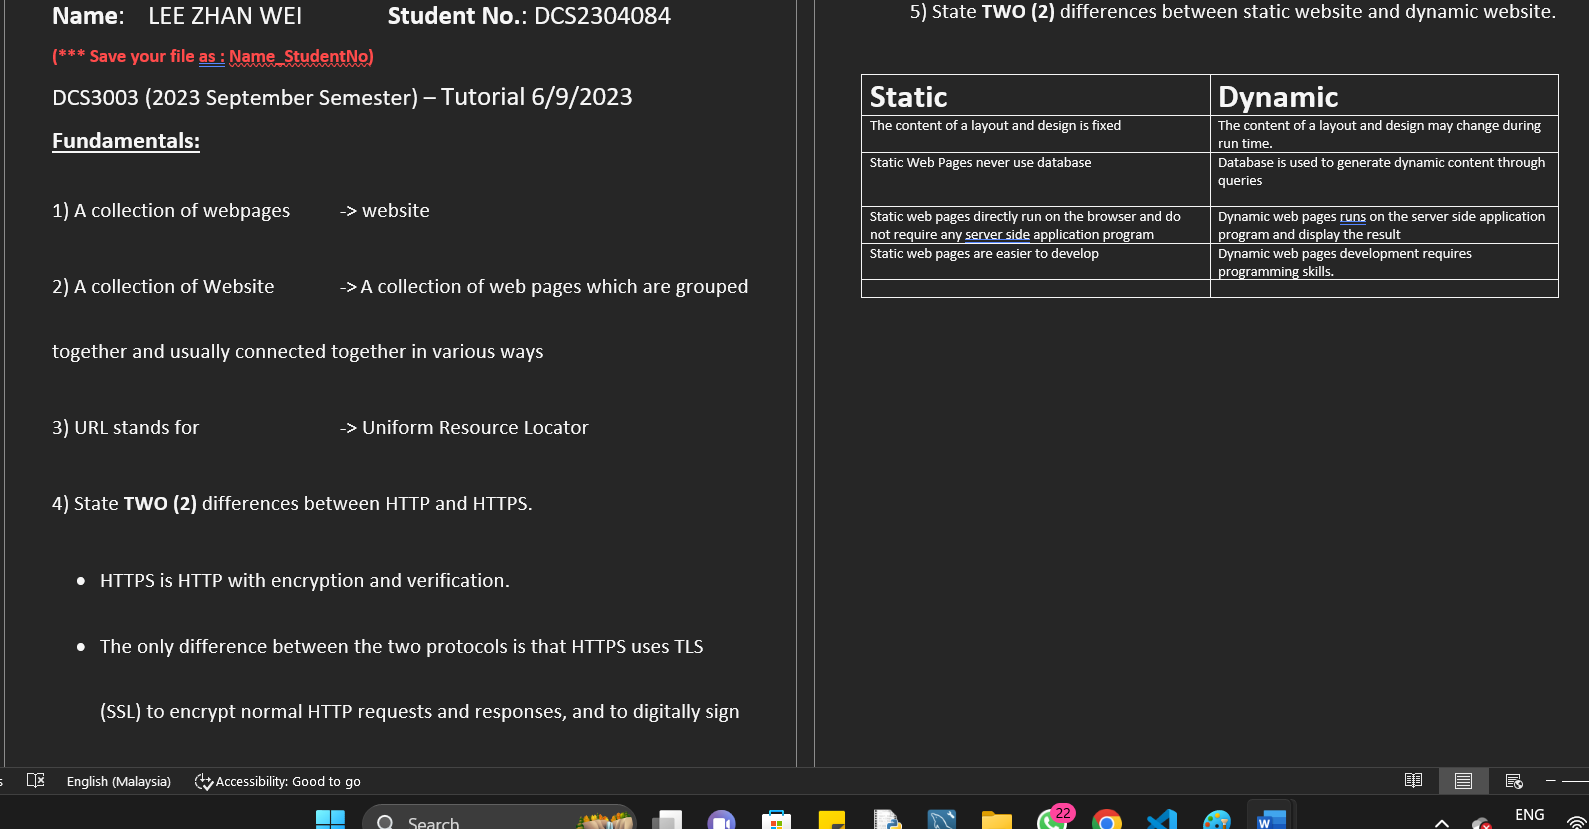 Name: LEE ZHAN WEI Student No.: DCS2304084
(*** Save your file as : Name_StudentNo)
DCS3003 (2023 September Semester) – Tutorial 6/9/2023
Fundamentals:
1) A collection of webpages -> website
2) A collection of Website -> A collection of web pages which are grouped
together and usually connected together in various ways
3) URL stands for -> Uniform Resource Locator
4) State TWO (2) differences between HTTP and HTTPS.
• HTTPS is HTTP with encryption and verification.
• The only difference between the two protocols is that HTTPS uses TLS
(SSL) to encrypt normal HTTP requests and responses, and to digitally sign
5) State TWO (2) differences between static website and dynamic website.
Static Dynamic
The content of a layout and design is fixed
The content of a layout and design may change during
run time.
Static Web Pages never use database
Database is used to generate dynamic content through
queries
Static web pages directly run on the browser and do
not require any server side application program
Dynamic web pages runs on the server side application
program and display the result
Static web pages are easier to develop
Dynamic web pages development requires
programming skills.
s English (Malaysia) Accessibility: Good to go
Search 22 W ENG